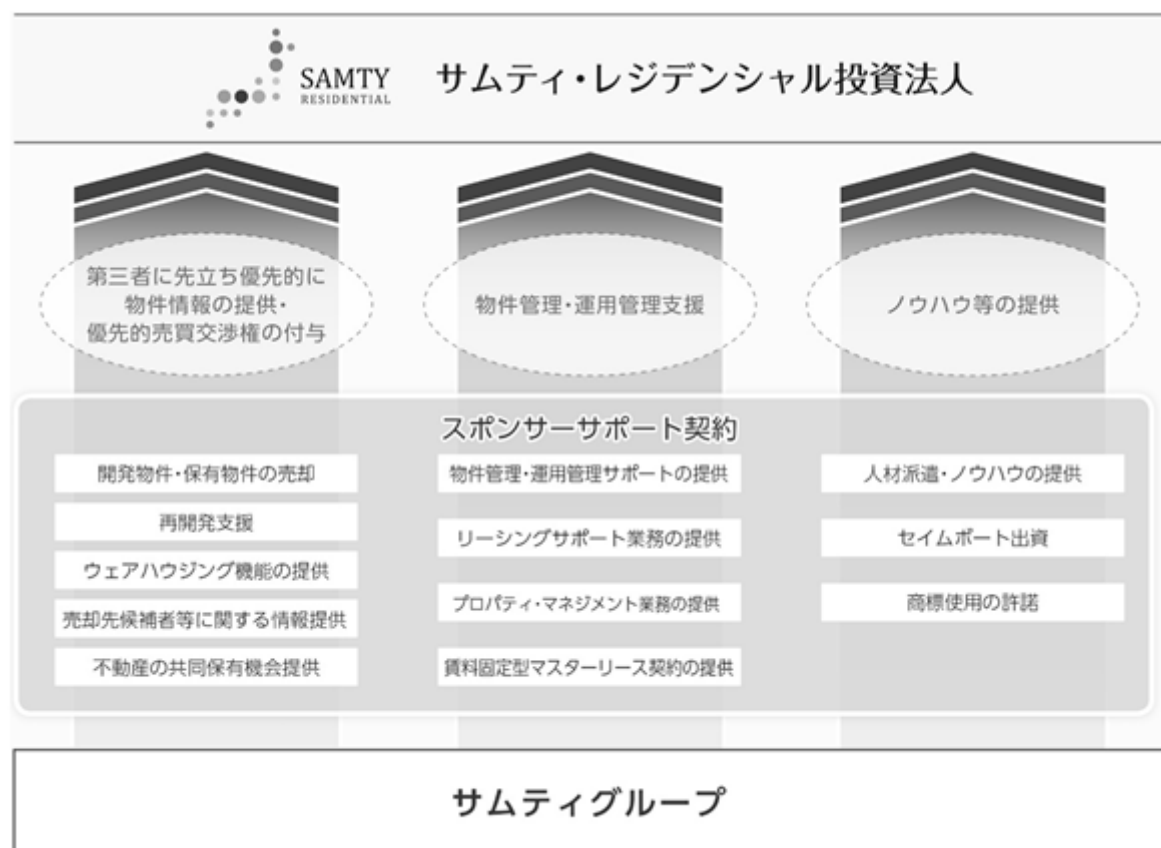 SAMTY
RESIDENTIAL
サムティ・レジデンシャル投資法人
第三者に先立ち優先的に
物件情報の提供・
優先的売買交渉権の付与
物件管理・運用管理支援
ノウハウ等の提供
スポンサーサポート契約
開発物件・保有物件の売却
再開発支援
ウェアハウジング機能の提供
売却先候補者等に関する情報提供
不動産の共同保有機会提供
物件管理・運用管理サポートの提供
リーシングサポート業務の提供
プロパティ・マネジメント業務の提供
賃料固定型マスターリース契約の提供
人材派遣・ノウハウの提供
セイムボート出資
商標使用の許諾
サムティグループ